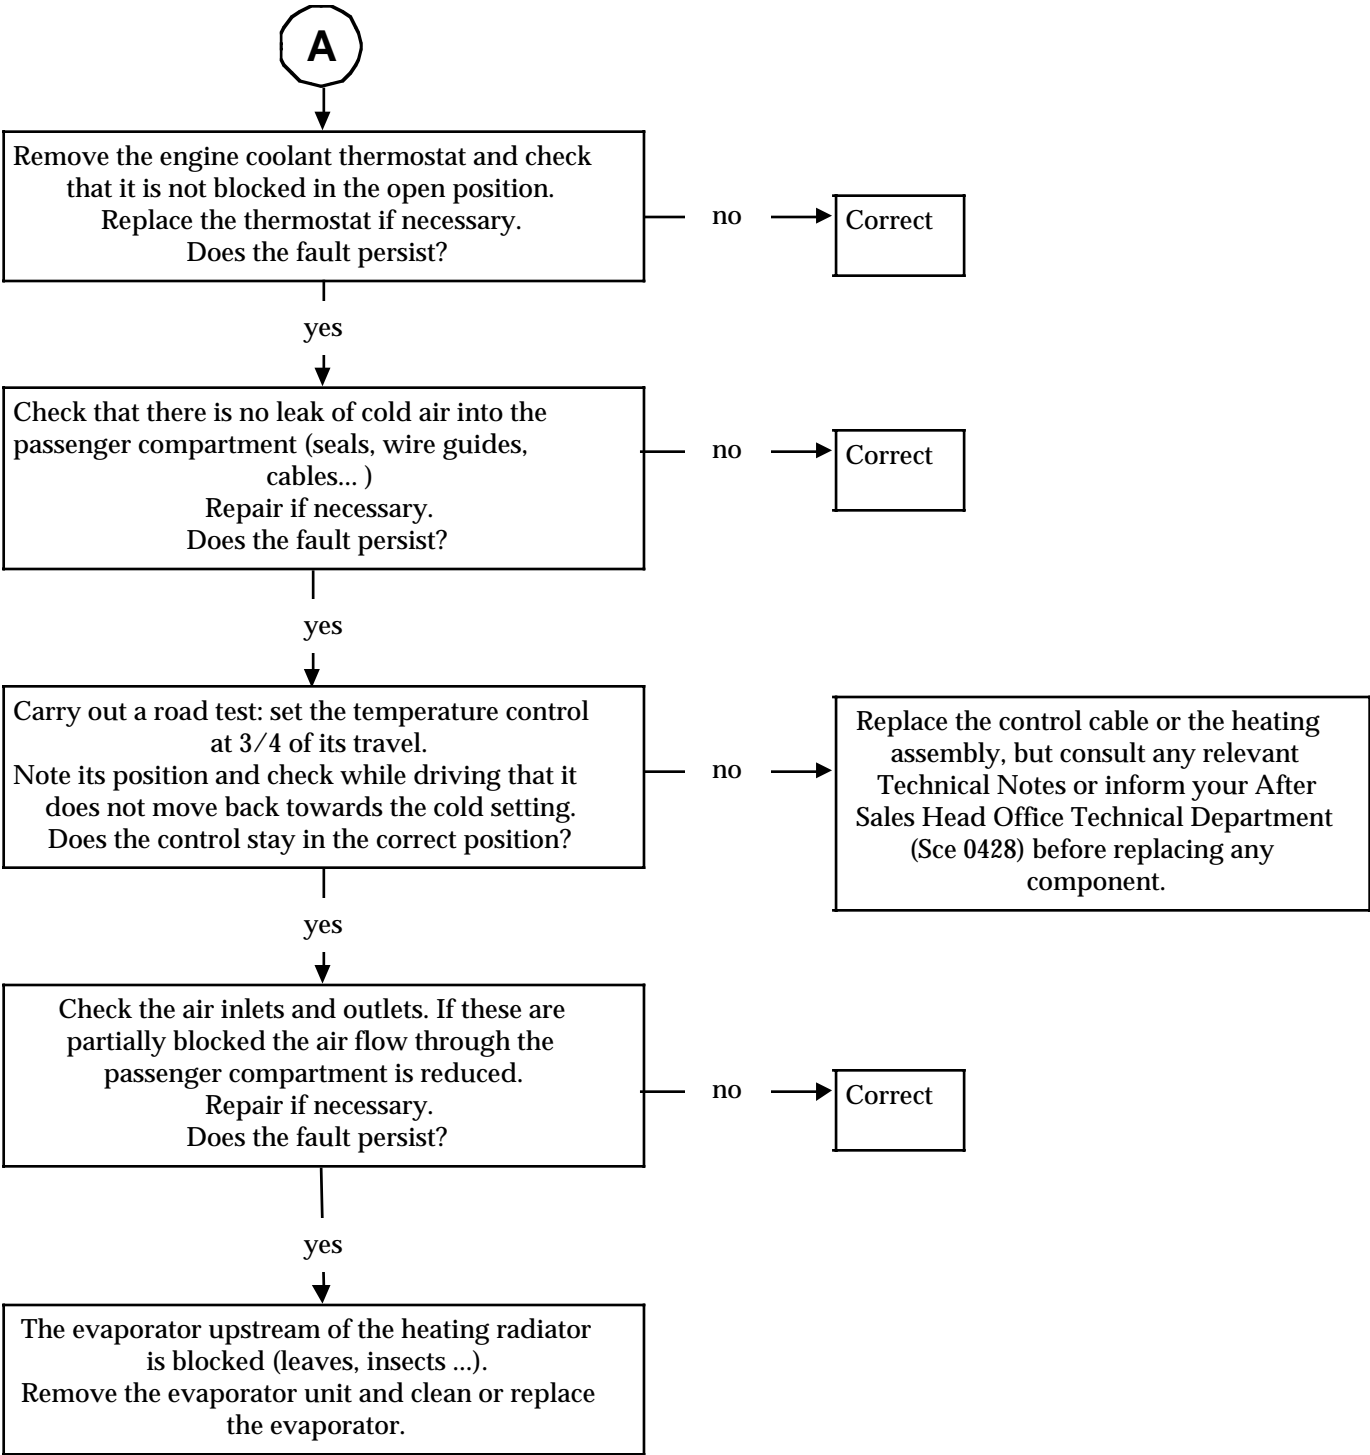 A
Remove the engine coolant thermostat and check
that it is not blocked in the open position.
Replace the thermostat if necessary.
Does the fault persist?
no
Correct
yes
Check that there is no leak of cold air into the
passenger compartment (seals, wire guides,
cables... )
Repair if necessary.
Does the fault persist?
no
Correct
yes
Carry out a road test: set the temperature control
at 3/4 of its travel.
Note its position and check while driving that it
does not move back towards the cold setting.
Does the control stay in the correct position?
no
Replace the control cable or the heating
assembly, but consult any relevant
Technical Notes or inform your After
Sales Head Office Technical Department
(Sce 0428) before replacing any
component.
yes
Check the air inlets and outlets. If these are
partially blocked the air flow through the
passenger compartment is reduced.
Repair if necessary.
Does the fault persist?
no
Correct
yes
The evaporator upstream of the heating radiator
is blocked (leaves, insects ...).
Remove the evaporator unit and clean or replace
the evaporator.